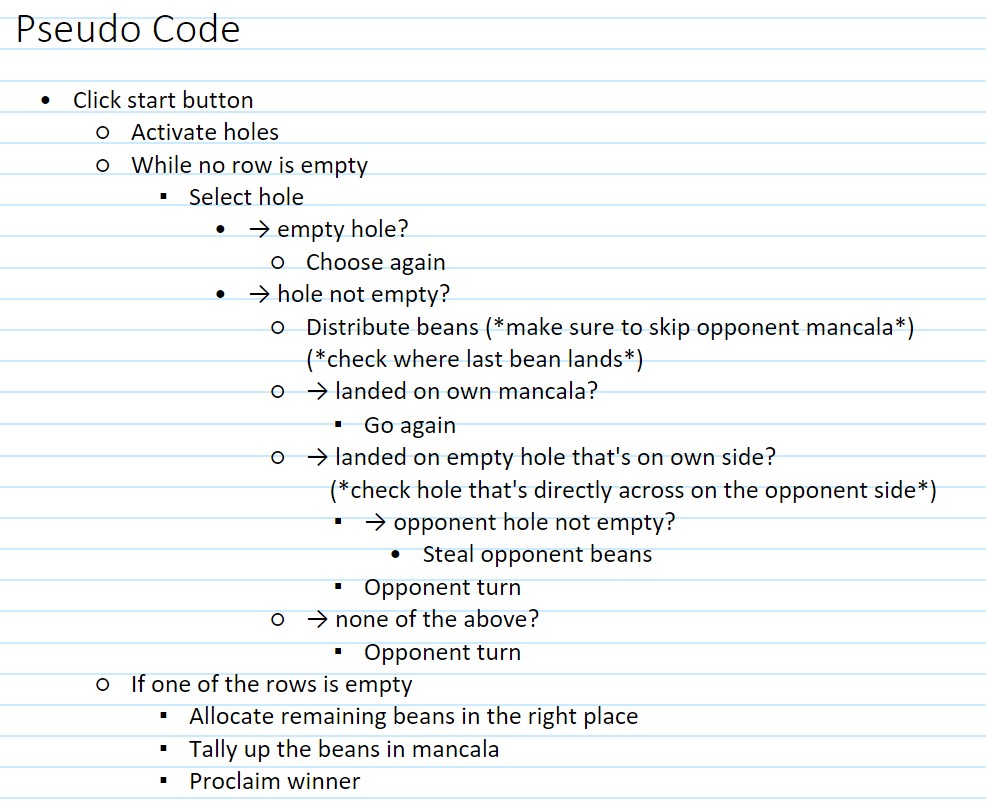 Pseudo Code
• Click start button
○ Activate holes
○ While no row is empty
▪ Select hole
• → empty hole?
○ Choose again
• → hole not empty?
○ Distribute beans (*make sure to skip opponent mancala*)
(*check where last bean lands*)
○ → landed on own mancala?
▪ Go again
○ → landed on empty hole that's on own side?
(*check hole that's directly across on the opponent side*)
▪ → opponent hole not empty?
• Steal opponent beans
▪ Opponent turn
○ → none of the above?
▪ Opponent turn
○ If one of the rows is empty
▪ Allocate remaining beans in the right place
▪ Tally up the beans in mancala
▪ Proclaim winner